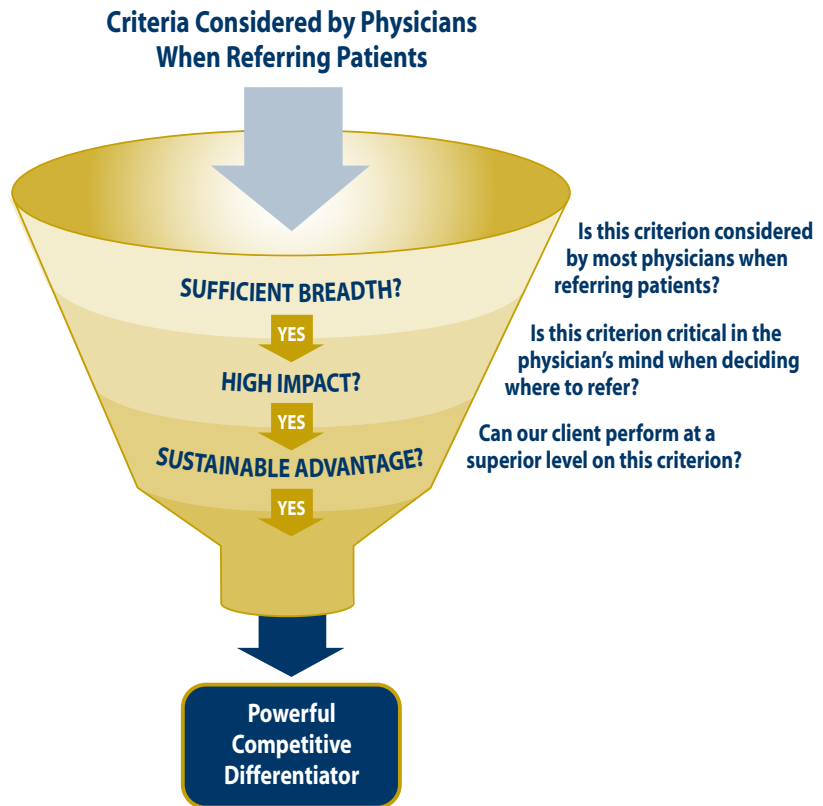 Criteria Considered by Physicians
When Referring Patients
SUFFICIENT BREADTH?
Is this criterion considered
by most physicians when
referring patients?
YES
HIGH IMPACT?
Is this criterion critical in the
physician’s mind when deciding
where to refer?
YES
SUSTAINABLE ADVANTAGE?
Can our client perform at a
superior level on this criterion?
YES
Powerful
Competitive
Differentiator